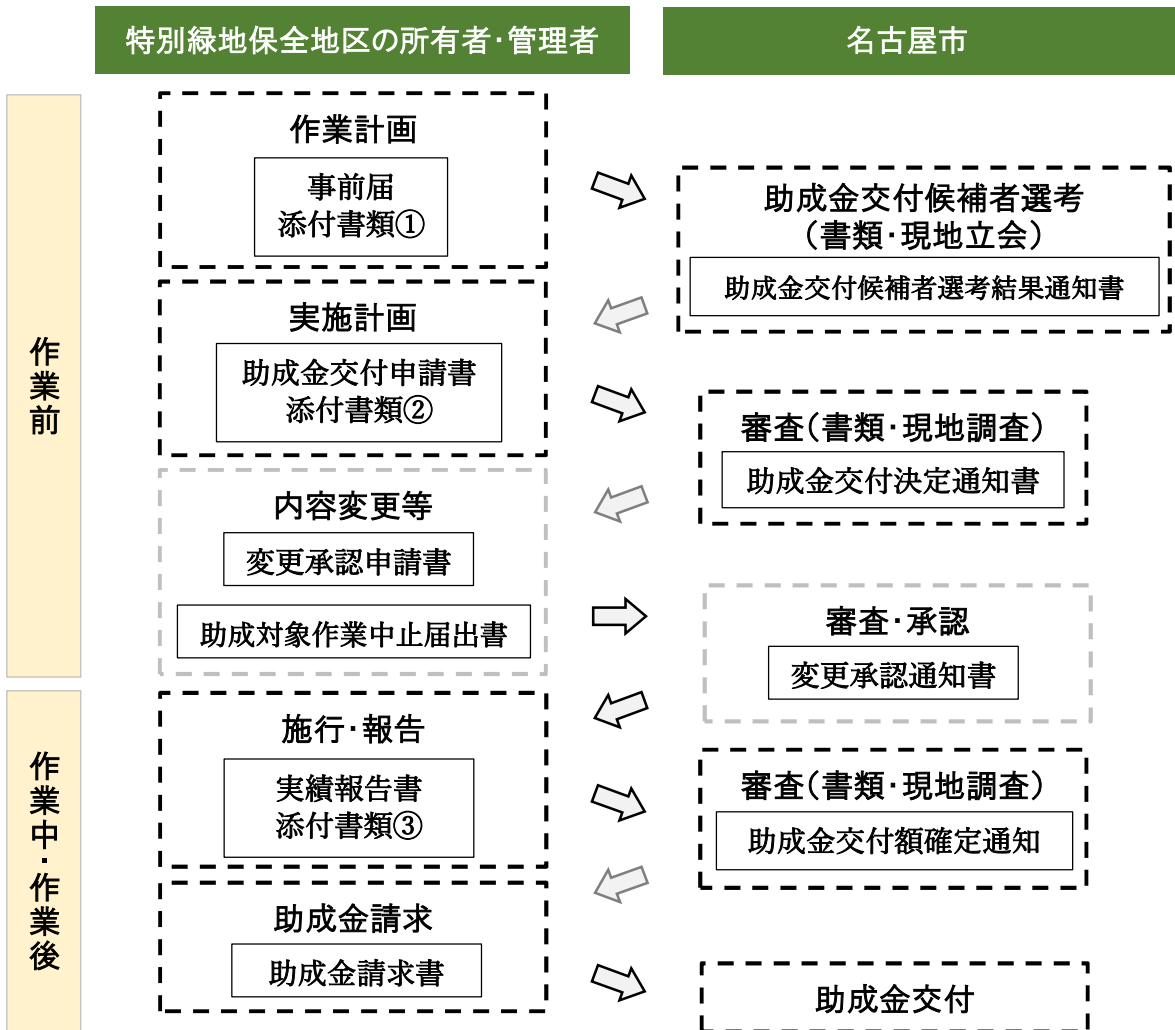 特別緑地保全地区の所有者・管理者
名古屋市
作業前
作業計画
事前届
添付書類①
助成金交付候補者選考
（書類・現地立会）
助成金交付候補者選考結果通知書
実施計画
助成金交付申請書
添付書類②
審査（書類・現地調査）
助成金交付決定通知書
内容変更等
変更承認申請書
助成対象作業中止届出書
審査・承認
変更承認通知書
作業中・作業後
施行・報告
実績報告書
添付書類③
審査（書類・現地調査）
助成金交付額確定通知
助成金請求
助成金請求書
助成金交付